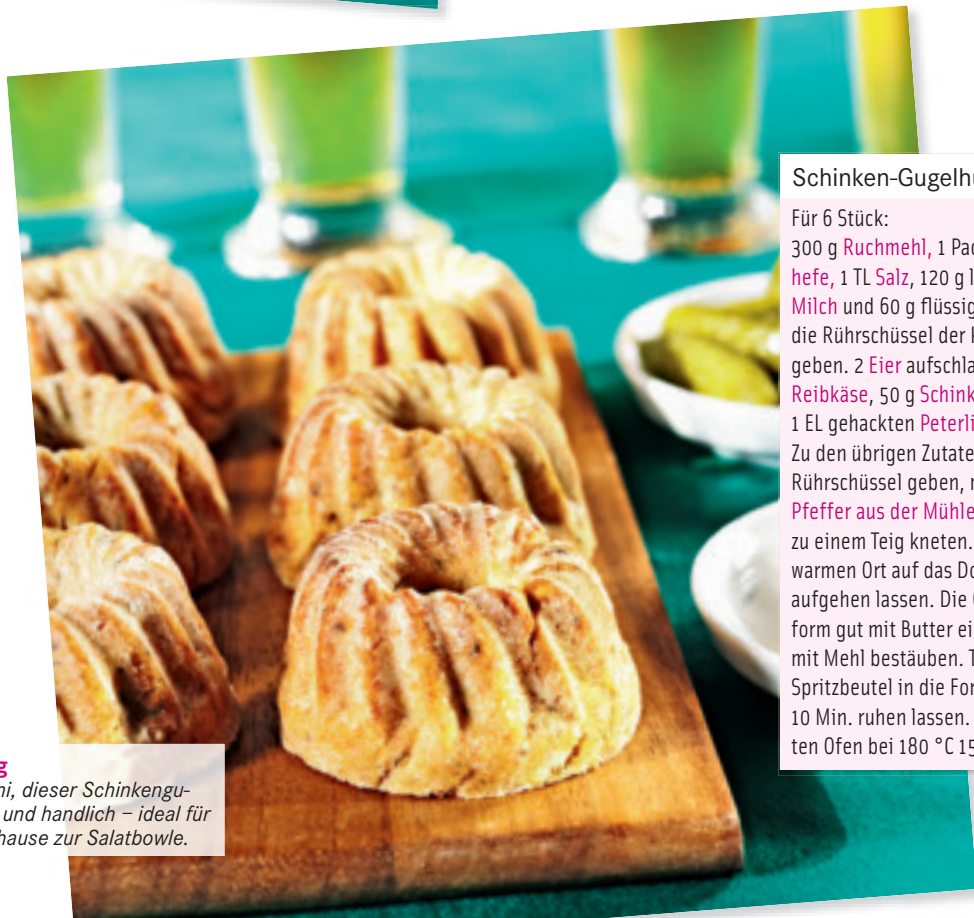 Schinken-Gugelhu
Für 6 Stück:
300 g Ruchmehl, 1 Pac
hefe, 1 TL Salz, 120 g l
Milch und 60 g flüssig
die Rührschüssel der
geben. 2 Eier aufschla
Reibkäse, 50 g Schink
1 EL gehackten Peterli
Zu den übrigen Zutate
Rührschüssel geben,
Pfeffer aus der Mühle
zu einem Teig kneten.
warmen Ort auf das Do
aufgehen lassen. Die
form gut mit Butter ei
mit Mehl bestäuben.
Spritzbeutel in die For
10 Min. ruhen lassen.
ten Ofen bei 180 °C 15
g
ni, dieser Schinkengu-
und handlich – ideal für
hause zur Salatbowle.